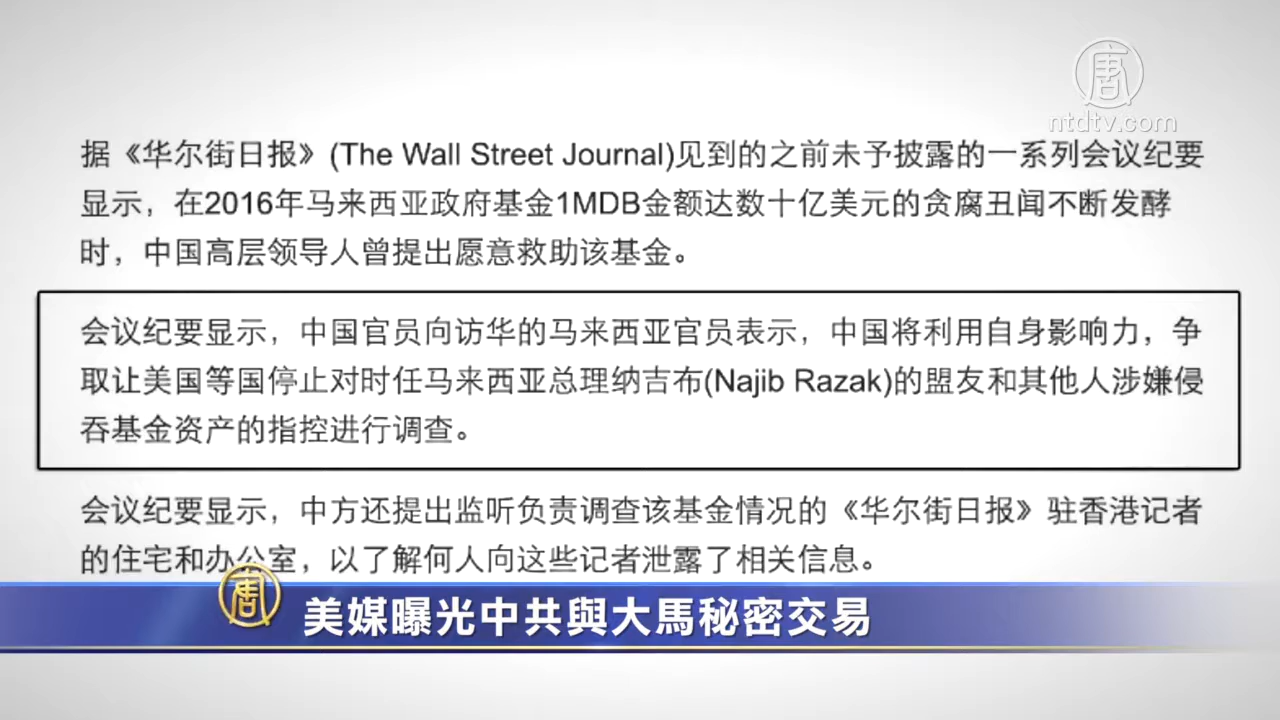 唐
ntdtv.com
据《华尔街日报》(The Wall Street Journal)见到的之前未予披露的一系列会议纪要
显示，在2016年马来西亚政府基金1MDB金额达数十亿美元的贪腐丑闻不断发酵
时，中国高层领导人曾提出愿意救助该基金。
会议纪要显示，中国官员向访华的马来西亚官员表示，中国将利用自身影响力，争
取让美国等国停止对时任马来西亚总理纳吉布(Najib Razak)的盟友和其他人涉嫌侵
吞基金资产的指控进行调查。
会议纪要显示，中方还提出监听负责调查该基金情况的《华尔街日报》驻香港记者
的住宅和办公室，以了解何人向这些记者泄露了相关信息。
唐
美媒曝光中共與大馬秘密交易